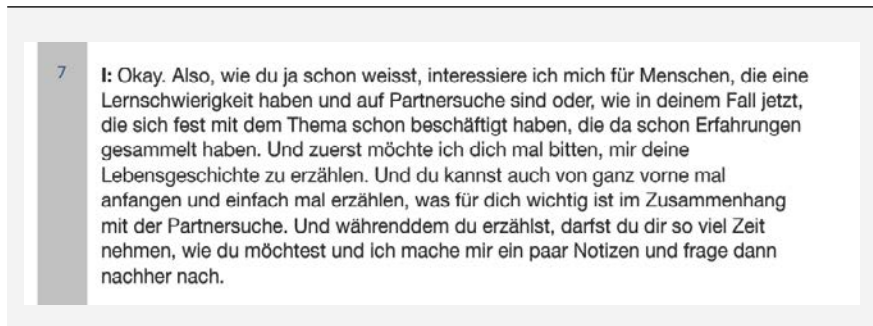 7
I: Okay. Also, wie du ja schon weisst, interessiere ich mich für Menschen, die eine
Lernschwierigkeit haben und auf Partnersuche sind oder, wie in deinem Fall jetzt,
die sich fest mit dem Thema schon beschäftigt haben, die da schon Erfahrungen
gesammelt haben. Und zuerst möchte ich dich mal bitten, mir deine
Lebensgeschichte zu erzählen. Und du kannst auch von ganz vorne mal
anfangen und einfach mal erzählen, was für dich wichtig ist im Zusammenhang
mit der Partnersuche. Und währenddem du erzählst, darfst du dir so viel Zeit
nehmen, wie du möchtest und ich mache mir ein paar Notizen und frage dann
nachher nach.